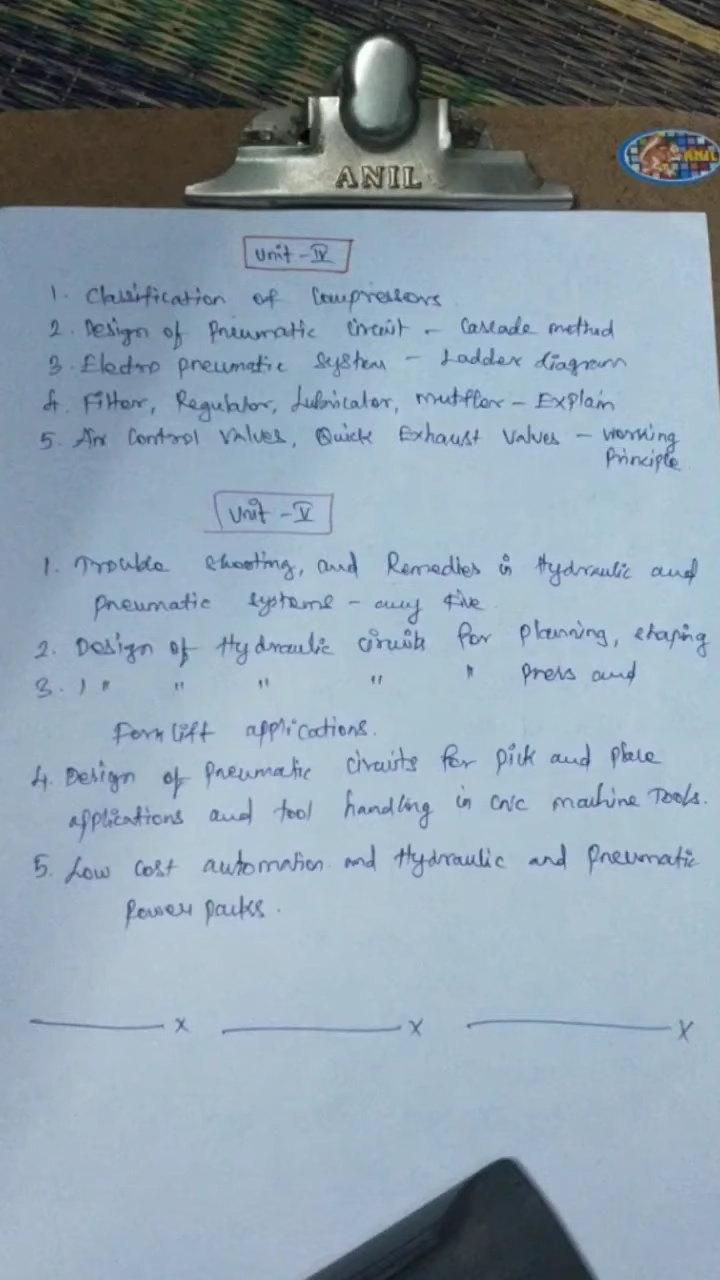 ANIL
ANIL
Unit - IV
1. Classification of Compressors
2. Design of Pneumatic Circuit - Cascade method
3. Electro pneumatic system - Ladder diagram
4. Filter, Regulator, Lubricator, mutffler - Explain
5. Air Control Valves, Quick Exhaust Valves - working
Principle
Unit - V
1. Trouble shooting, and Remedies in Hydraulic and
Pneumatic systems - any five
2. Design of Hydraulic circuits for planning, shaping
3. " " " " " press and
Fork lift applications.
4. Design of Pneumatic circuits for pick and place
applications and tool handling in CNC machine Tools.
5. Low cost automation and Hydraulic and Pneumatic
Power packs.
x x x